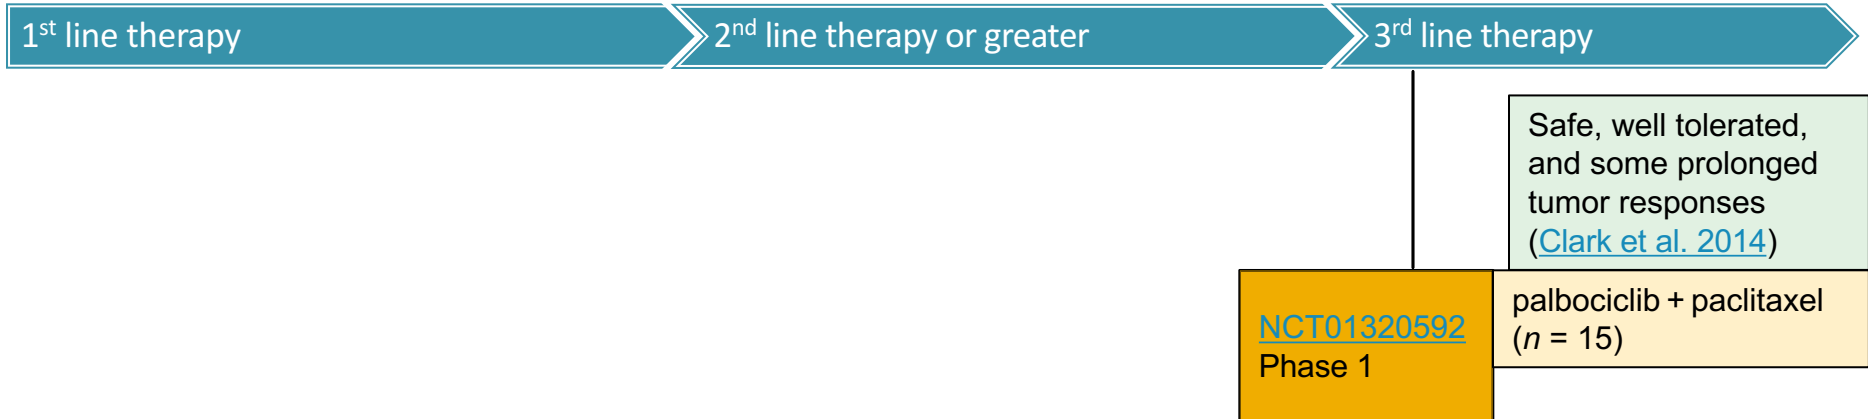 1st line therapy
2nd line therapy or greater
3rd line therapy
Safe, well tolerated,
and some prolonged
tumor responses
(Clark et al. 2014)
NCT01320592
Phase 1
palbociclib + paclitaxel
(n = 15)